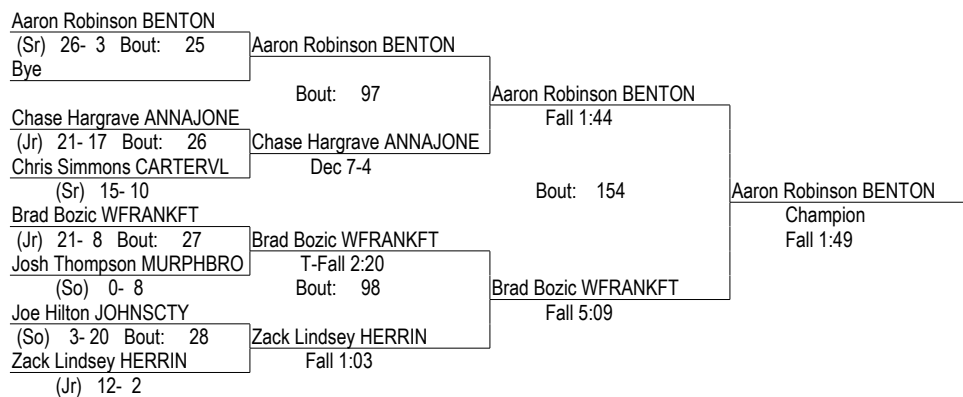 Aaron Robinson BENTON
(Sr) 26- 3 Bout: 25
Bye
Chase Hargrave ANNAJONE
(Jr) 21- 17 Bout: 26
Chris Simmons CARTERVL
(Sr) 15- 10
Brad Bozic WFRANKFT
(Jr) 21- 8 Bout: 27
Josh Thompson MURPHBRO
(So) 0- 8
Joe Hilton JOHNSCTY
(So) 3- 20 Bout: 28
Zack Lindsey HERRIN
(Jr) 12- 2
Aaron Robinson BENTON
Bout: 97
Chase Hargrave ANNAJONE
Dec 7-4
Brad Bozic WFRANKFT
T-Fall 2:20
Bout: 98
Zack Lindsey HERRIN
Fall 1:03
Aaron Robinson BENTON
Fall 1:44
Bout: 154
Brad Bozic WFRANKFT
Fall 5:09
Aaron Robinson BENTON
Champion
Fall 1:49